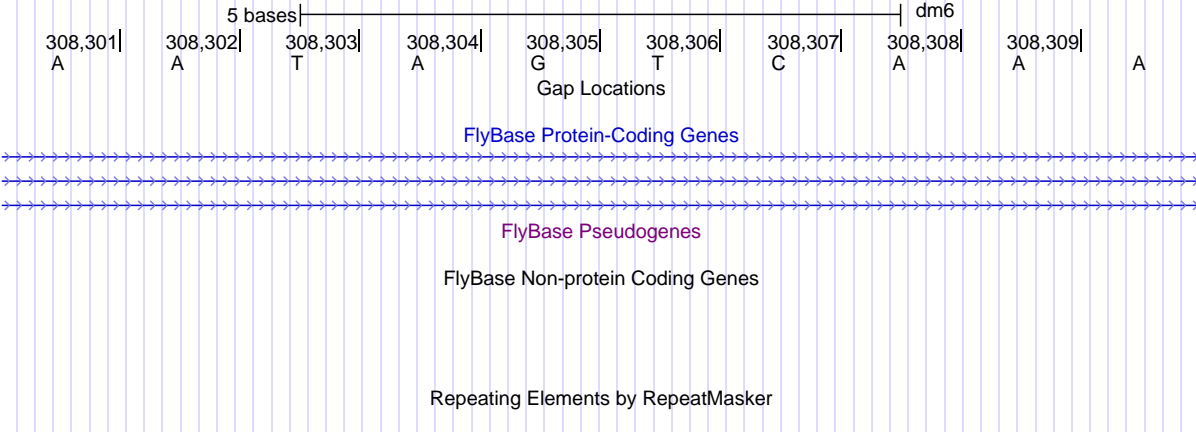 5 bases dm6
308,301 308,302 308,303 308,304 308,305 308,306 308,307 308,308 308,309
A A T A G T C A A A
Gap Locations
FlyBase Protein-Coding Genes
FlyBase Pseudogenes
FlyBase Non-protein Coding Genes
Repeating Elements by RepeatMasker